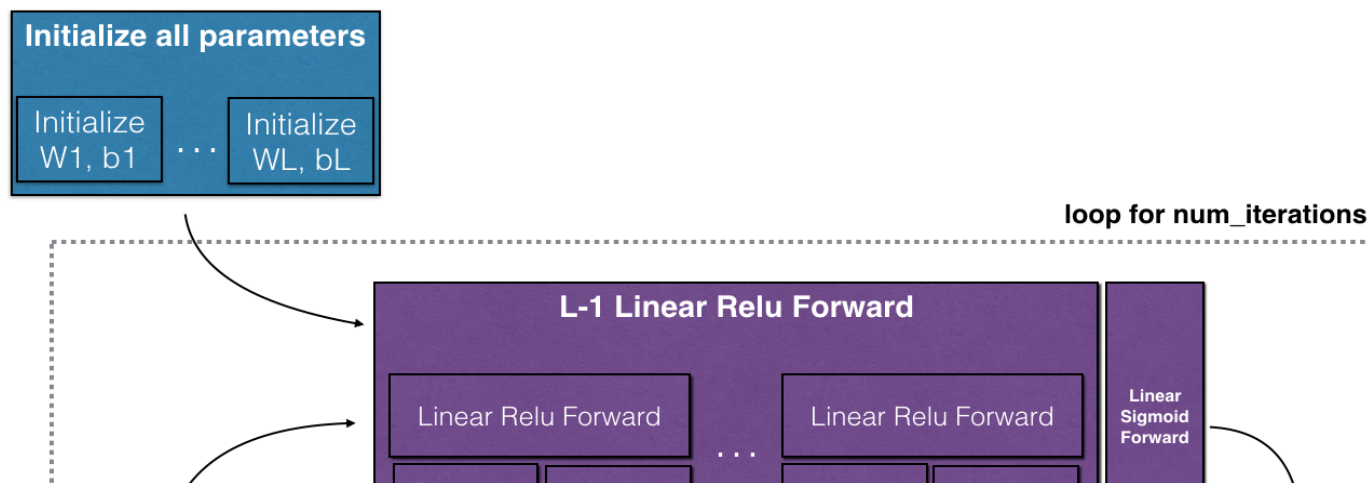 Initialize all parameters
Initialize
W1, b1
. . .
Initialize
WL, bL
loop for num_iterations
L-1 Linear Relu Forward
Linear Relu Forward
. . .
Linear Relu Forward
Linear
Sigmoid
Forward